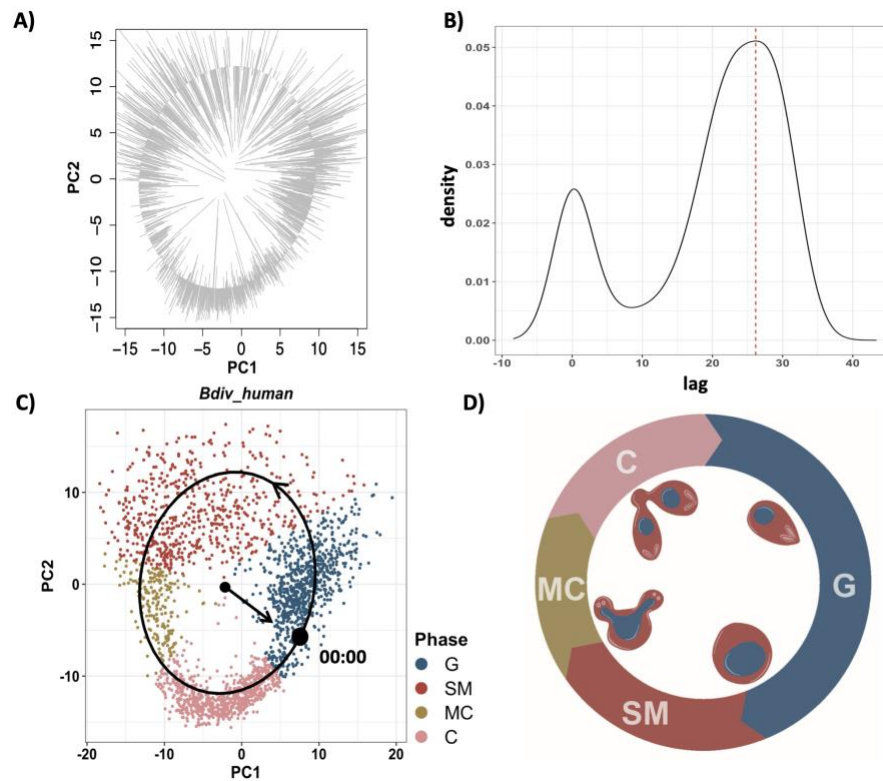 A)
15
10
5
0
−5
−10
−15
PC2
−15
−10
−5
0
5
10
15
PC1
B)
0.05
0.04
0.03
0.02
0.01
0.00
density
-10
0
10
20
30
40
lag
C)
Bdiv_human
10
0
-10
PC2
00:00
-20
-10
0
10
20
PC1
Phase
G
SM
MC
C
D)
C
G
MC
SM